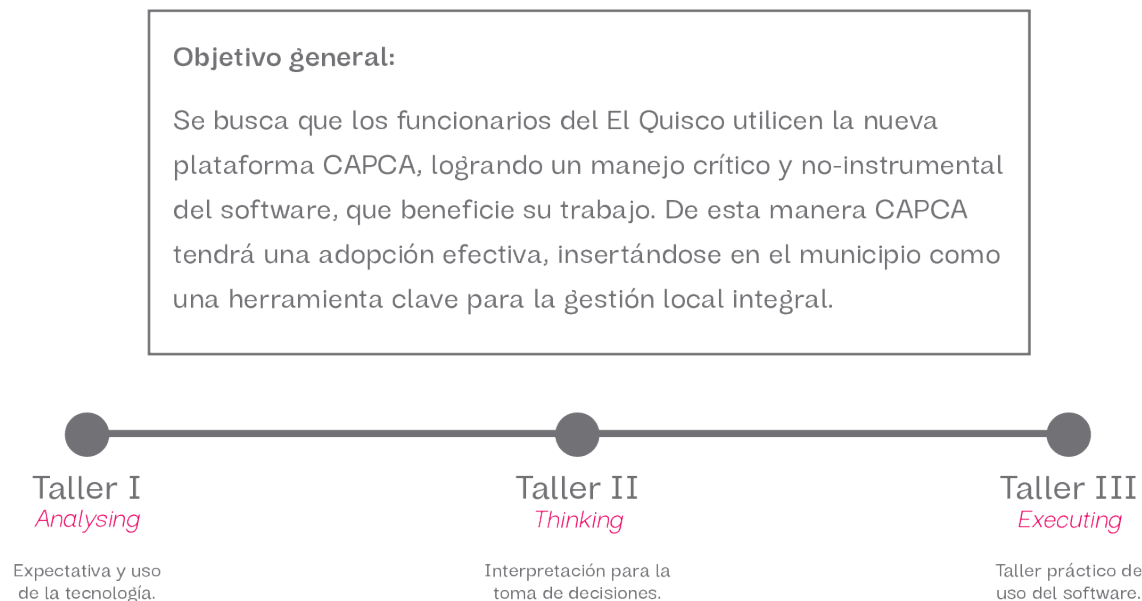 Objetivo general:
Se busca que los funcionarios del El Quisco utilicen la nueva
plataforma CAPCA, logrando un manejo crítico y no-instrumental
del software, que beneficie su trabajo. De esta manera CAPCA
tendrá una adopción efectiva, insertándose en el municipio como
una herramienta clave para la gestión local integral.
Taller I
Analysing
Expectativa y uso
de la tecnología.
Taller II
Thinking
Interpretación para la
toma de decisiones.
Taller III
Executing
Taller práctico de
uso del software.